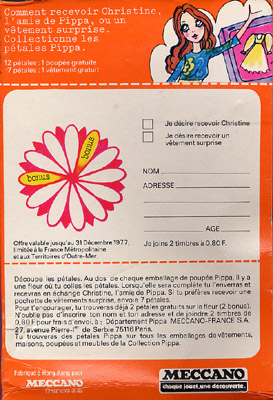 Comment recevoir Christine,
l'amie de Pippa, ou un
vêtement surprise.
Collectionne les
pétales Pippa.
12 pétales : 1 poupée gratuite
7 pétales : 1 vêtement gratuit
bonus
bonus
Je désire recevoir Christine
Je désire recevoir un
vêtement surprise
NOM
ADRESSE
AGE
Offre valable jusqu'au 31 Décembre 1977,
limitée à la France Métropolitaine
et aux Territoires d'Outre-Mer.
Je joins 2 timbres à 0.80 F.
Découpe les pétales. Au dos de chaque emballage de poupée Pippa, il y a
une fleur où tu colles les pétales. Lorsqu'elle sera complète tu l'enverras et
recevras en échange Christine, l'amie de Pippa. Si tu préfères recevoir une
pochette de vêtements surprise, envoie 7 pétales.
Pour t'encourager, tu trouveras déjà 2 pétales gratuits sur la fleur (2 bonus).
N'oublie pas d'inscrire ton nom et ton adresse et de joindre 2 timbres de
0,80 F pour frais d'envoi, à : Département Pippa MECCANO-FRANCE S.A.
27, avenue Pierre-1er de Serbie 75116 Paris.
Tu trouveras des pétales Pippa sur tous les emballages de vêtements,
maisons, poupées et meubles de la Collection Pippa.
Fabriqué à Hong Kong pour
MECCANO
France S.A.
MECCANO
chaque jouet, une découverte.